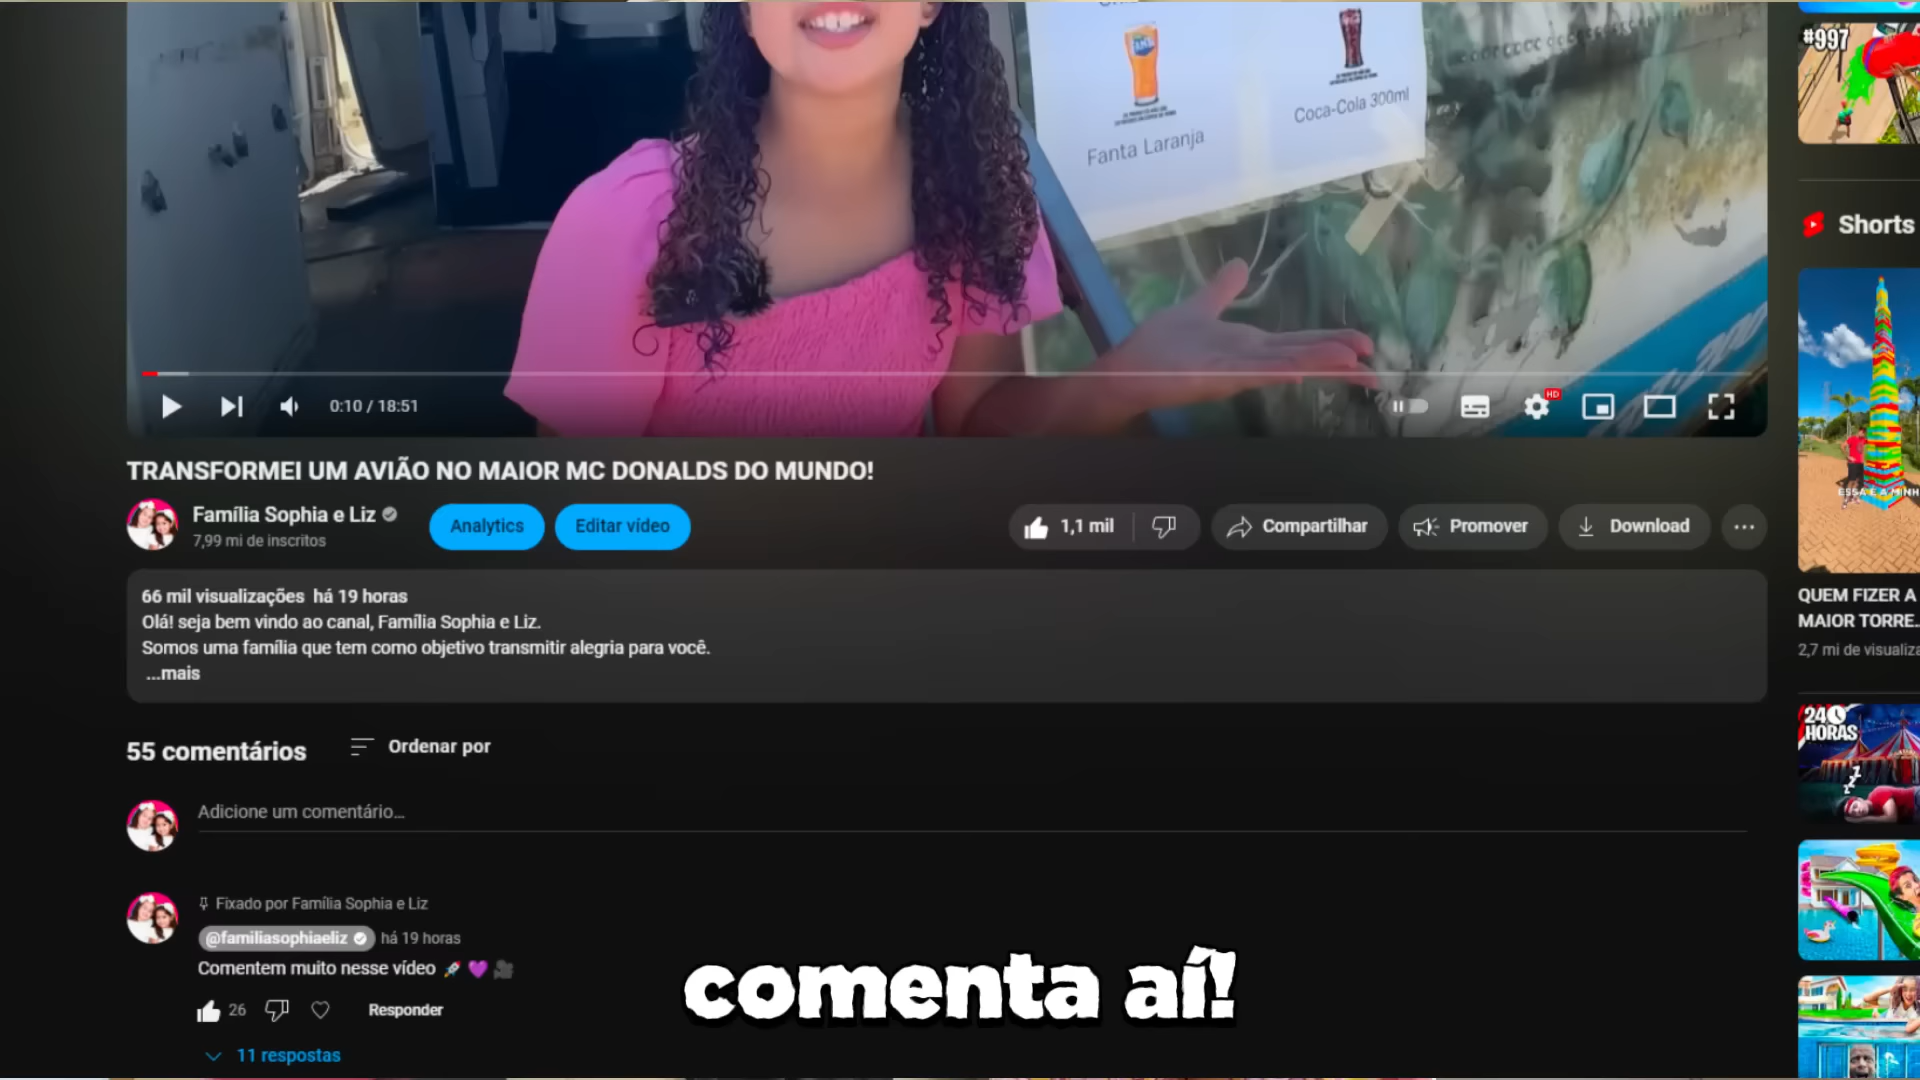 Fanta Laranja
Coca-Cola 300ml
0:10 / 18:51
HD
TRANSFORMEI UM AVIÃO NO MAIOR MC DONALDS DO MUNDO!
Família Sophia e Liz
7,99 mi de inscritos
Analytics
Editar vídeo
1,1 mil
Compartilhar
Promover
Download
66 mil visualizações há 19 horas
Olá! seja bem vindo ao canal, Família Sophia e Liz.
Somos uma família que tem como objetivo transmitir alegria para você.
...mais
55 comentários
Ordenar por
Adicione um comentário...
Fixado por Família Sophia e Liz
@familiasophiaeliz há 19 horas
Comentem muito nesse vídeo 🚀 💜 🎥
26
Responder
11 respostas
comenta aí!
#997
Shorts
ESSA É A MINH
QUEM FIZER A
MAIOR TORRE...
2,7 mi de visualiza
24
HORAS